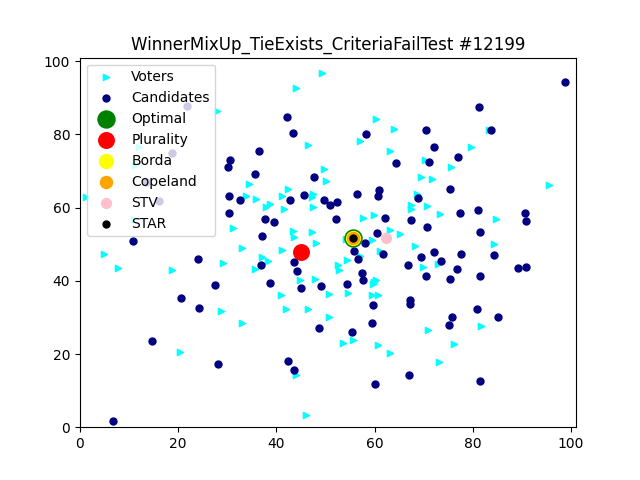 WinnerMixUp_TieExists_CriteriaFailTest #12199
100
80
60
40
20
0
Voters
Candidates
Optimal
Plurality
Borda
Copeland
STV
STAR
0 20 40 60 80 100